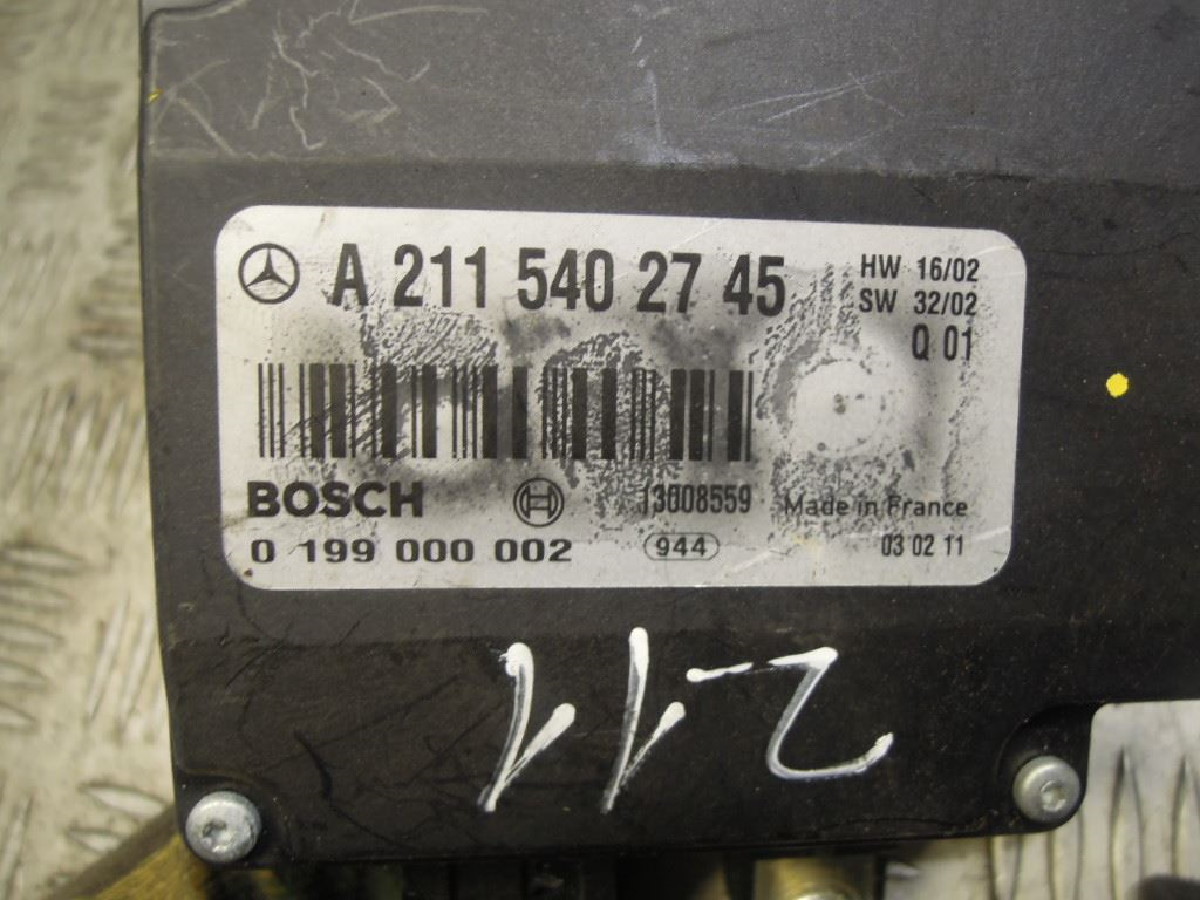 A 211 540 27 45
HW 16/02
SW 32/02
Q 01
BOSCH
13008559
Made in France
0 199 000 002
944
03 02 11
211